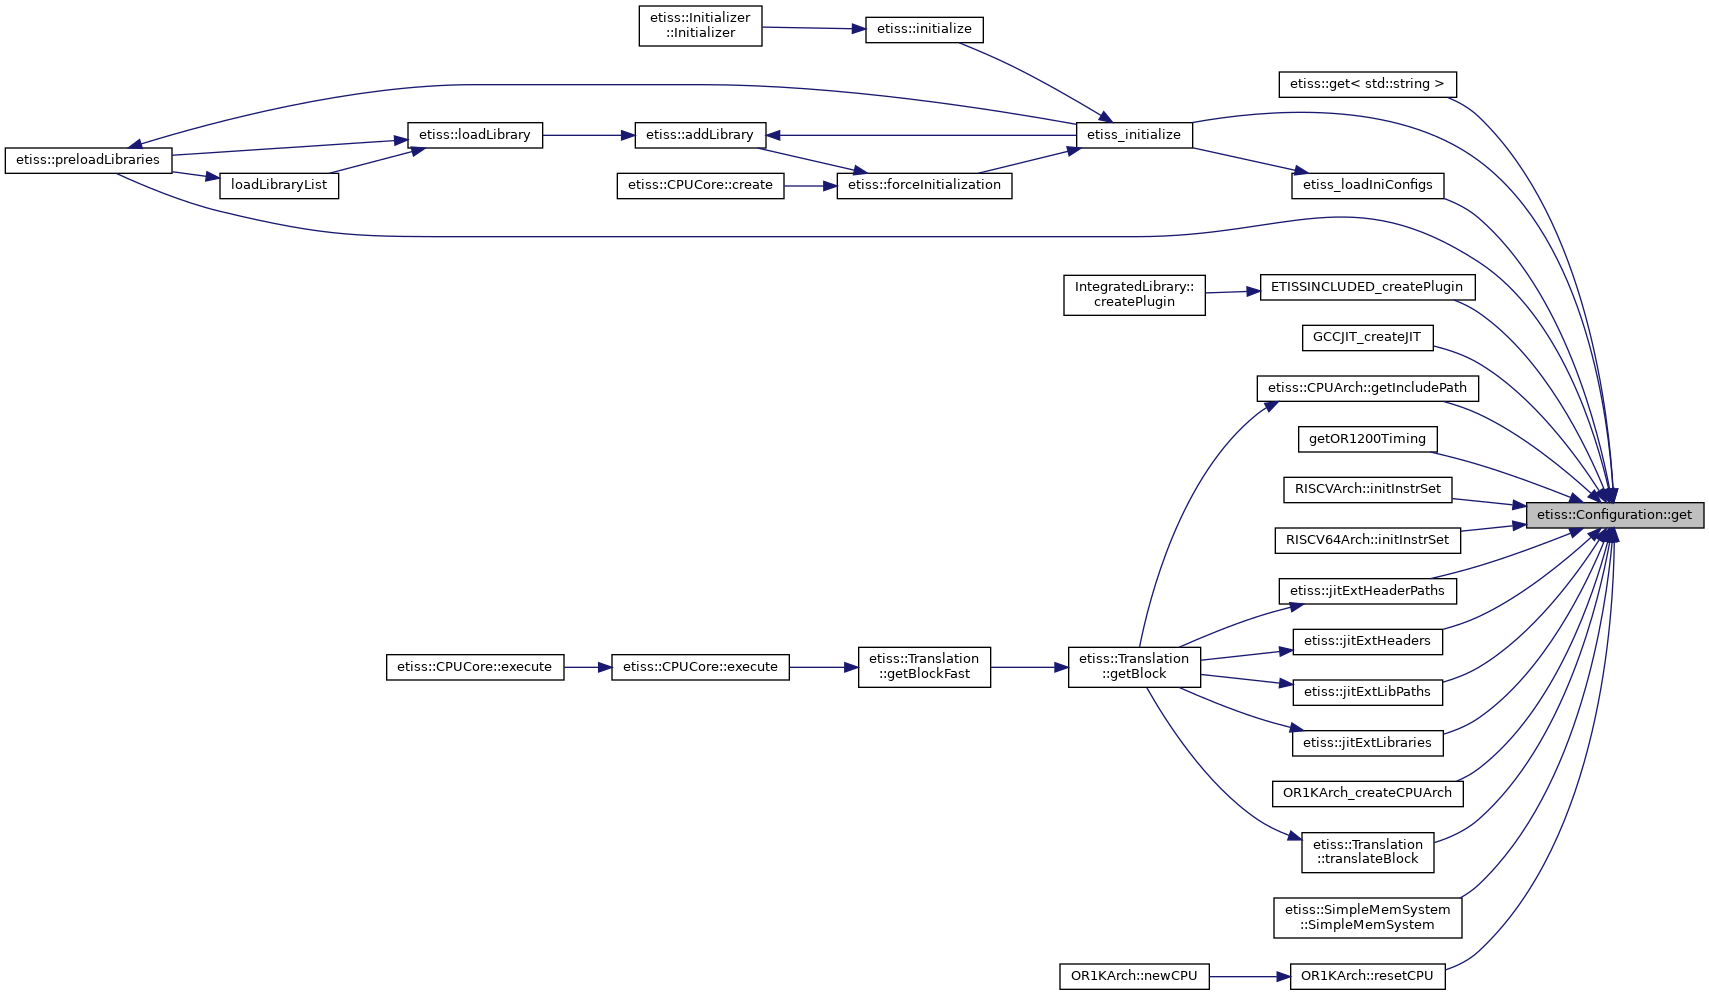 etiss::Initializer
::Initializer
etiss::initialize
etiss::get< std::string >
etiss::loadLibrary
etiss::addLibrary
etiss_initialize
etiss::preloadLibraries
loadLibraryList
etiss::CPUCore::create
etiss::forceInitialization
etiss_loadIniConfigs
IntegratedLibrary::
createPlugin
ETISSINCLUDED_createPlugin
GCCJIT_createJIT
etiss::CPUArch::getIncludePath
getOR1200Timing
RISCVArch::initInstrSet
etiss::Configuration::get
RISCV64Arch::initInstrSet
etiss::jitExtHeaderPaths
etiss::jitExtHeaders
etiss::CPUCore::execute
etiss::CPUCore::execute
etiss::Translation
::getBlockFast
etiss::Translation
::getBlock
etiss::jitExtLibPaths
etiss::jitExtLibraries
OR1KArch_createCPUArch
etiss::Translation
::translateBlock
etiss::SimpleMemSystem
::SimpleMemSystem
OR1KArch::newCPU
OR1KArch::resetCPU